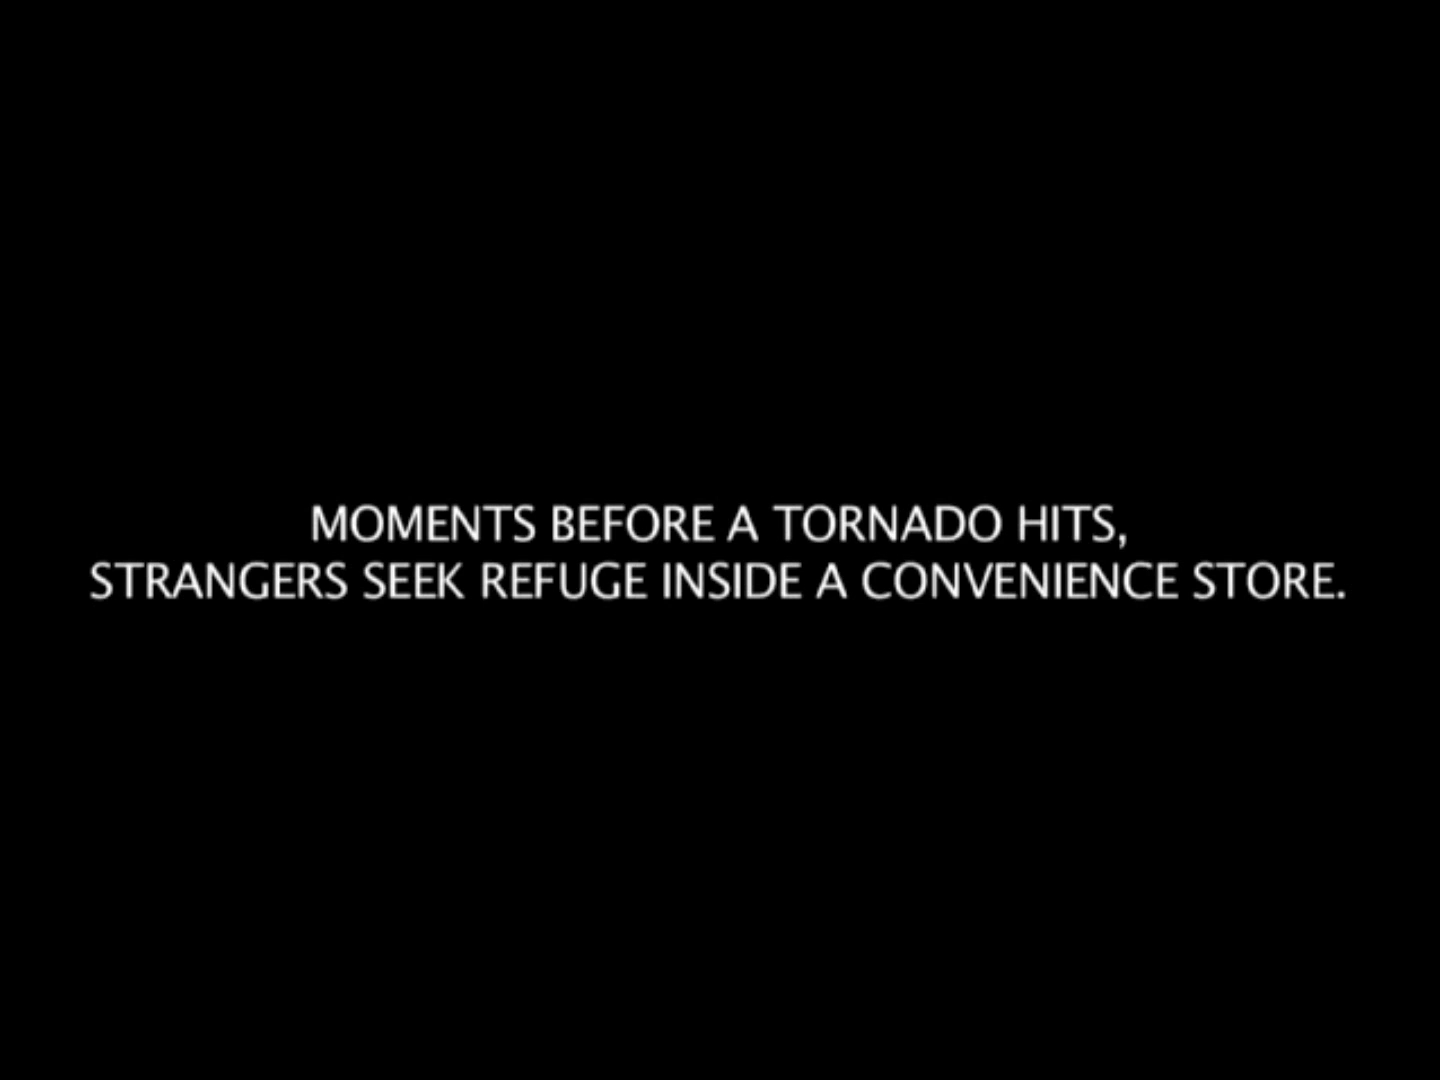 MOMENTS BEFORE A TORNADO HITS,
STRANGERS SEEK REFUGE INSIDE A CONVENIENCE STORE.